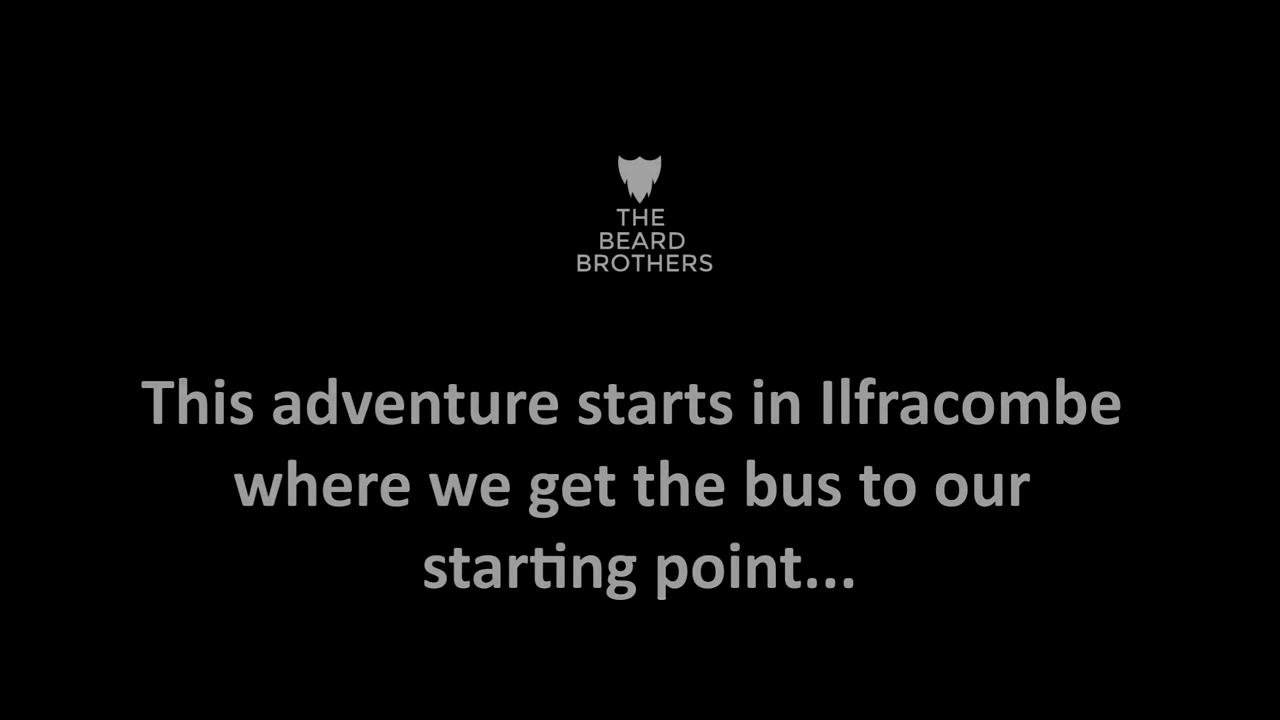 THE
BEARD
BROTHERS
This adventure starts in Ilfracombe
where we get the bus to our
starting point...